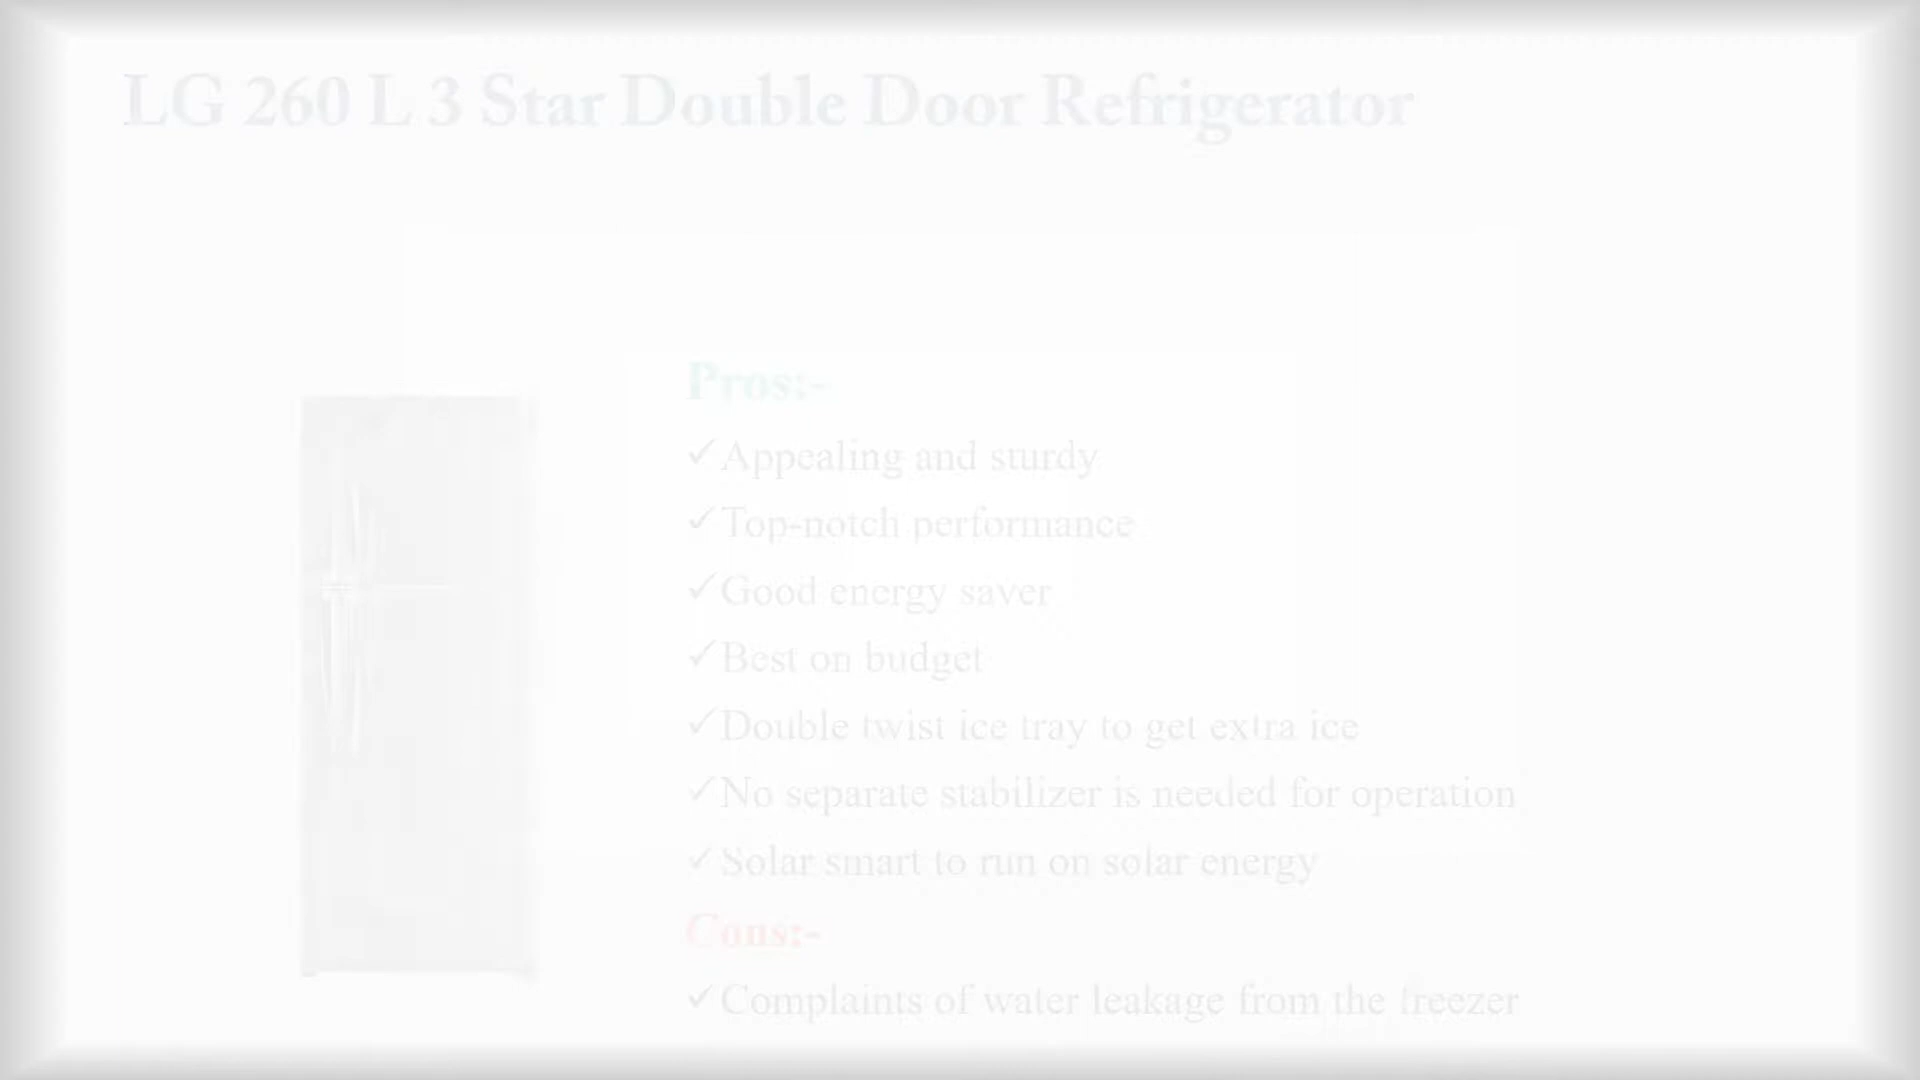 LG 260 L 3 Star Double Door Refrigerator
Pros:-
✓Appealing and sturdy
✓Top-notch performance
✓Good energy saver
✓Best on budget
✓Double twist ice tray to get extra ice
✓No separate stabilizer is needed for operation
✓Solar smart to run on solar energy
Cons:-
✓Complaints of water leakage from the freezer